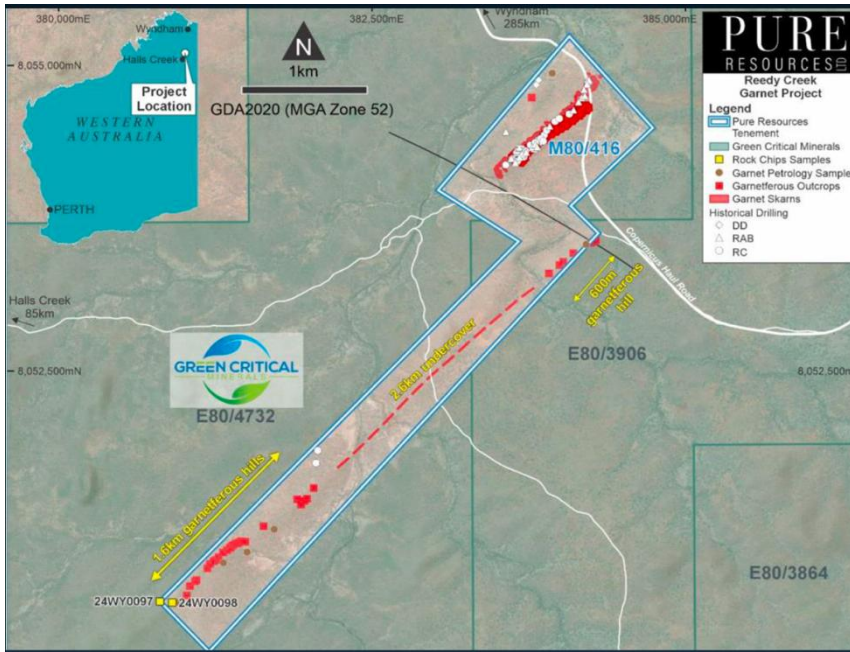 380,000mE
382,500mE
385,000mE
Wyndham
285km
Wyndham
Halls Creek
8,055,000mN
Project
Location
WESTERN
AUSTRALIA
PERTH
N
1km
GDA2020 (MGA Zone 52)
PURE
RESOURCES LTD
Reedy Creek
Garnet Project
Legend
Pure Resources
Tenement
Green Critical Minerals
Rock Chips Samples
Garnet Petrology Sample
Garnetferous Outcrops
Garnet Skarns
Historical Drilling
DD
RAB
RC
M80/416
Copernicus Haul Road
600m
garnetferous
hill
Halls Creek
85km
2.6km undercover
E80/3906
8,052,500mN
8,052,5
GREEN CRITICAL
MINERALS
E80/4732
1.6km garnetferous hills
E80/3864
24WY0097
24WY0098